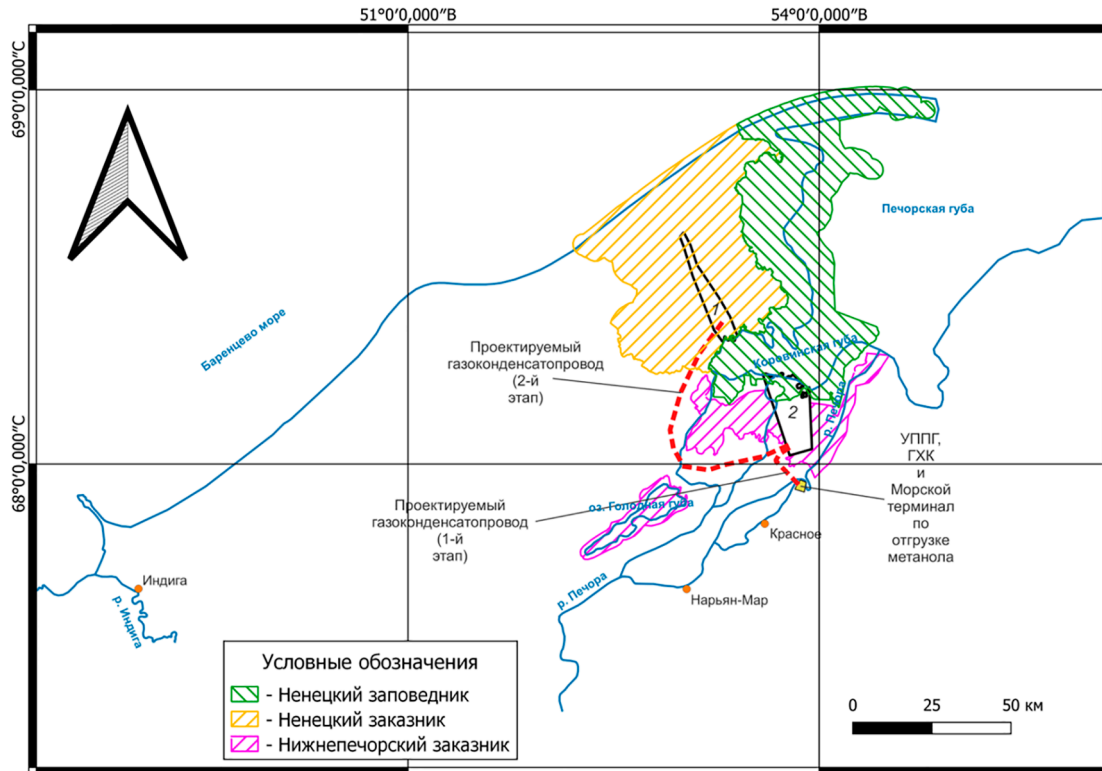 51°0′0,000″В
54°0′0,000″В
69°0′0,000″С
Печорская губа
Баренцево море
1
Проектируемый
газоконденсатопровод
(2-й
этап)
Коровинская губа
2
р. Печора
68°0′0,000″С
УППГ,
ГХК
и
Морской
терминал
по
отгрузке
метанола
Проектируемый
газоконденсатопровод
(1-й
этап)
оз. Голодная губа
Красное
Индига
р. Индига
р. Печора
Нарьян-Мар
Условные обозначения
- Ненецкий заповедник
- Ненецкий заказник
- Нижнепечорский заказник
0 25 50 км